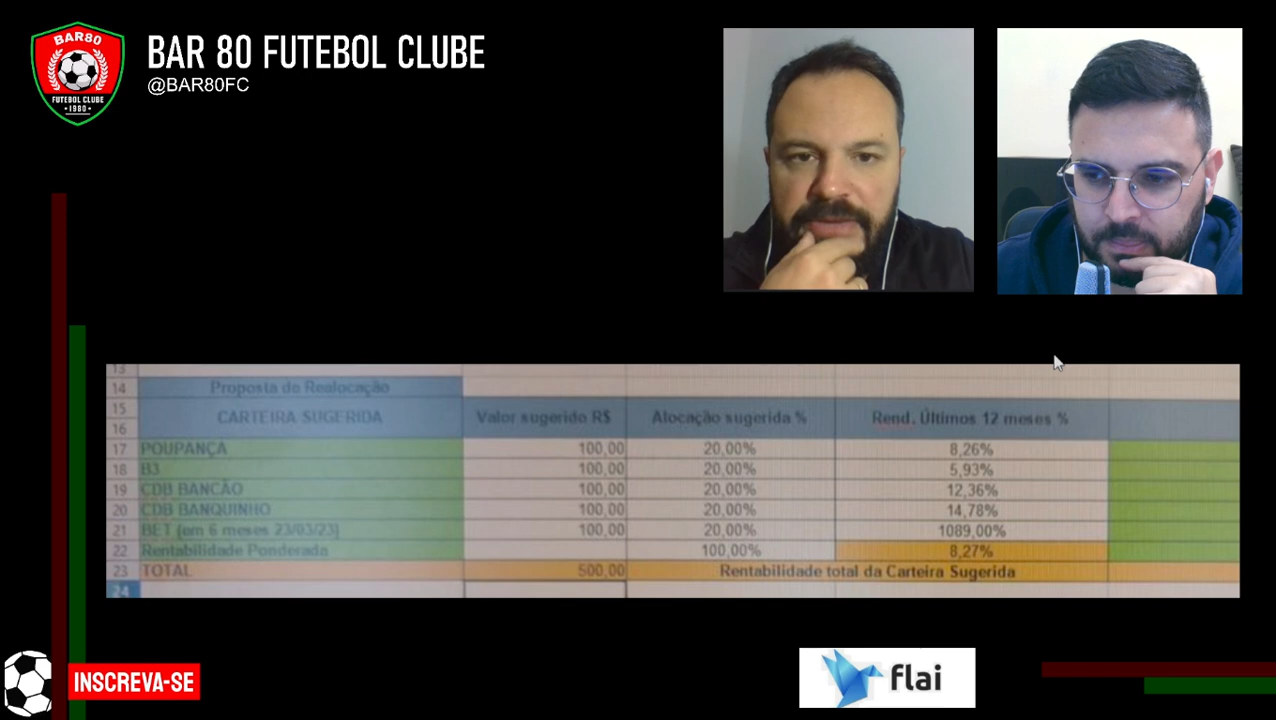 BAR80
FUTEBOL CLUBE
• 1980 •
BAR 80 FUTEBOL CLUBE
@BAR80FC
13
14 Proposta de Realocação
15
16 CARTEIRA SUGERIDA Valor sugerido R$ Alocação sugerida % Rend. Últimos 12 meses %
17 POUPANÇA 100,00 20,00% 8,26%
18 B3 100,00 20,00% 5,93%
19 CDB BANCÃO 100,00 20,00% 12,36%
20 CDB BANQUINHO 100,00 20,00% 14,78%
21 BET (em 6 meses 23/03/23) 100,00 20,00% 1089,00%
22 Rentabilidade Ponderada 100,00% 8,27%
23 TOTAL 500,00 Rentabilidade total da Carteira Sugerida
24
INSCREVA-SE
flai